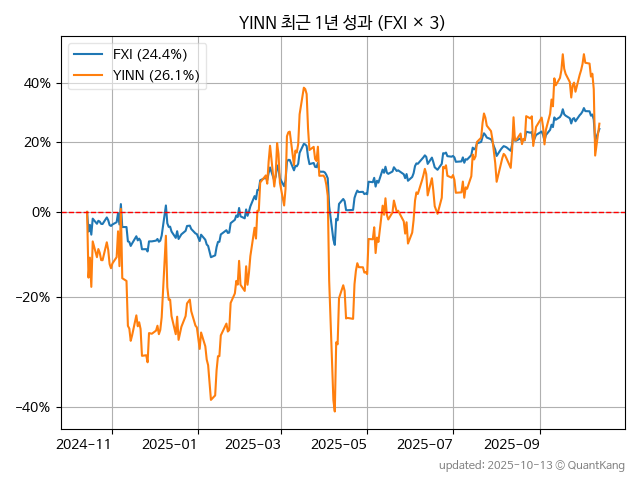 YINN 최근 1년 성과 (FXI × 3)
FXI (24.4%)
YINN (26.1%)
40%
20%
0%
−20%
−40%
2024-11
2025-01
2025-03
2025-05
2025-07
2025-09
updated: 2025-10-13 © QuantKang